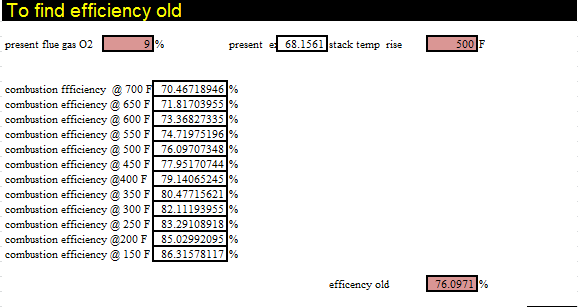 To find efficiency old
present flue gas O2 9 % present e 68.1561 stack temp rise 500 F
combustion ffficiency @ 700 F 70.46718946 %
combustion efficiency @ 650 F 71.81703955 %
combustion efficiency @ 600 F 73.36827335 %
combustion efficiency @ 550 F 74.71975196 %
combustion efficiency @ 500 F 76.09707348 %
combustion efficiency @ 450 F 77.95170744 %
combustion efficiency @400 F 79.14065245 %
combustion efficiency @ 350 F 80.47715621 %
combustion efficiency @ 300 F 82.11193955 %
combustion efficiency @ 250 F 83.29108918 %
combustion efficiency @200 F 85.02992095 %
combustion efficiency @ 150 F 86.31578117 %
efficency old 76.0971 %